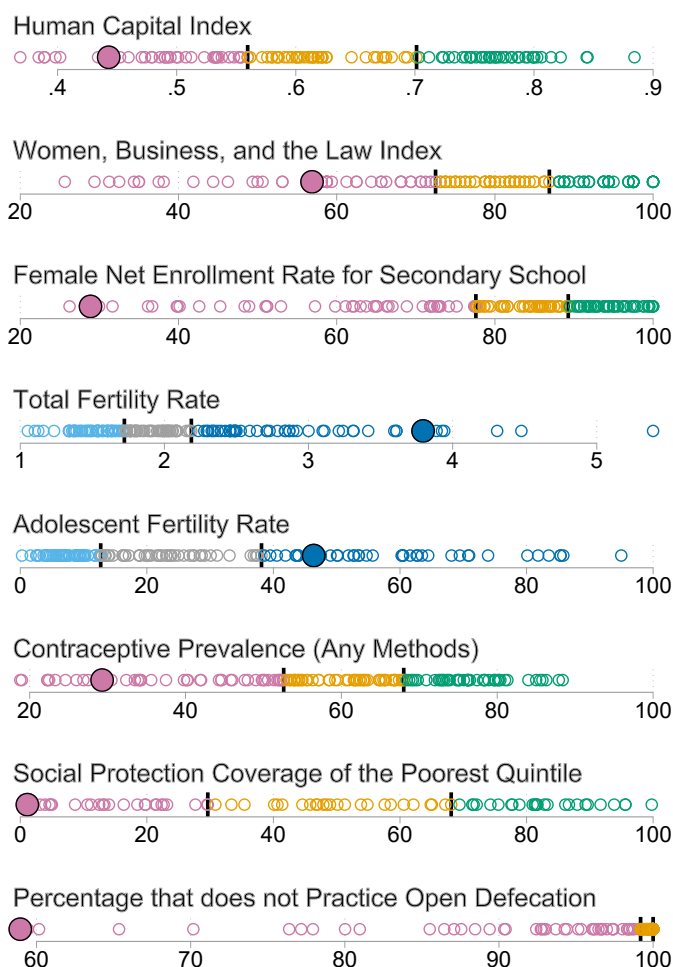 Human Capital Index
.4 .5 .6 .7 .8 .9
Women, Business, and the Law Index
20 40 60 80 100
Female Net Enrollment Rate for Secondary School
20 40 60 80 100
Total Fertility Rate
1 2 3 4 5
Adolescent Fertility Rate
0 20 40 60 80 100
Contraceptive Prevalence (Any Methods)
20 40 60 80 100
Social Protection Coverage of the Poorest Quintile
0 20 40 60 80 100
Percentage that does not Practice Open Defecation
60 70 80 90 100